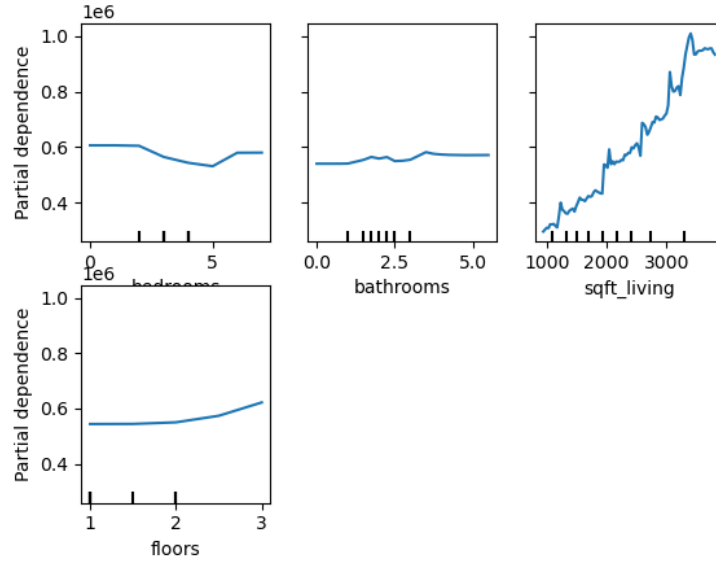 1e6
1.0
0.8
0.6
0.4
Partial dependence
0 5
bedrooms
0.0 2.5 5.0
bathrooms
1000 2000 3000
sqft_living
1e6
1.0
0.8
0.6
0.4
Partial dependence
1 2 3
floors